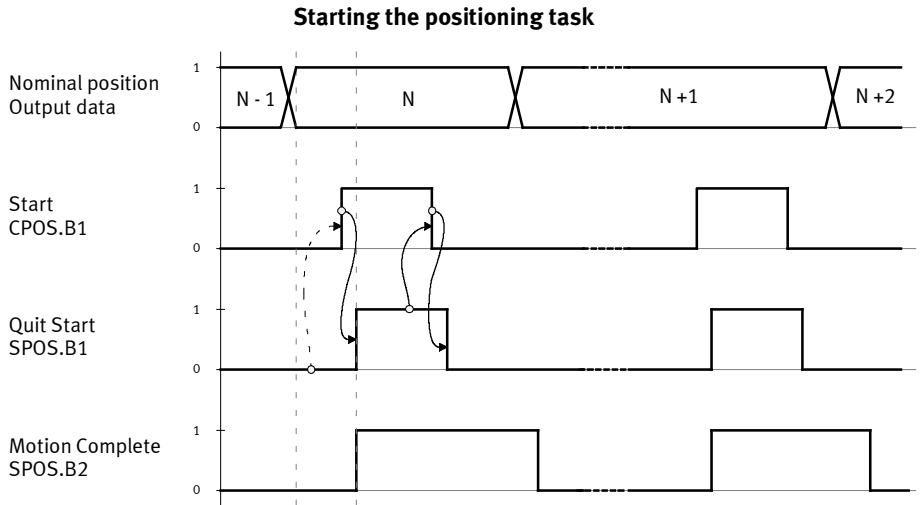 Starting the positioning task
Nominal position
Output data
1
0
N - 1
N
N +1
N +2
Start
CPOS.B1
1
0
Quit Start
SPOS.B1
1
0
Motion Complete
SPOS.B2
1
0